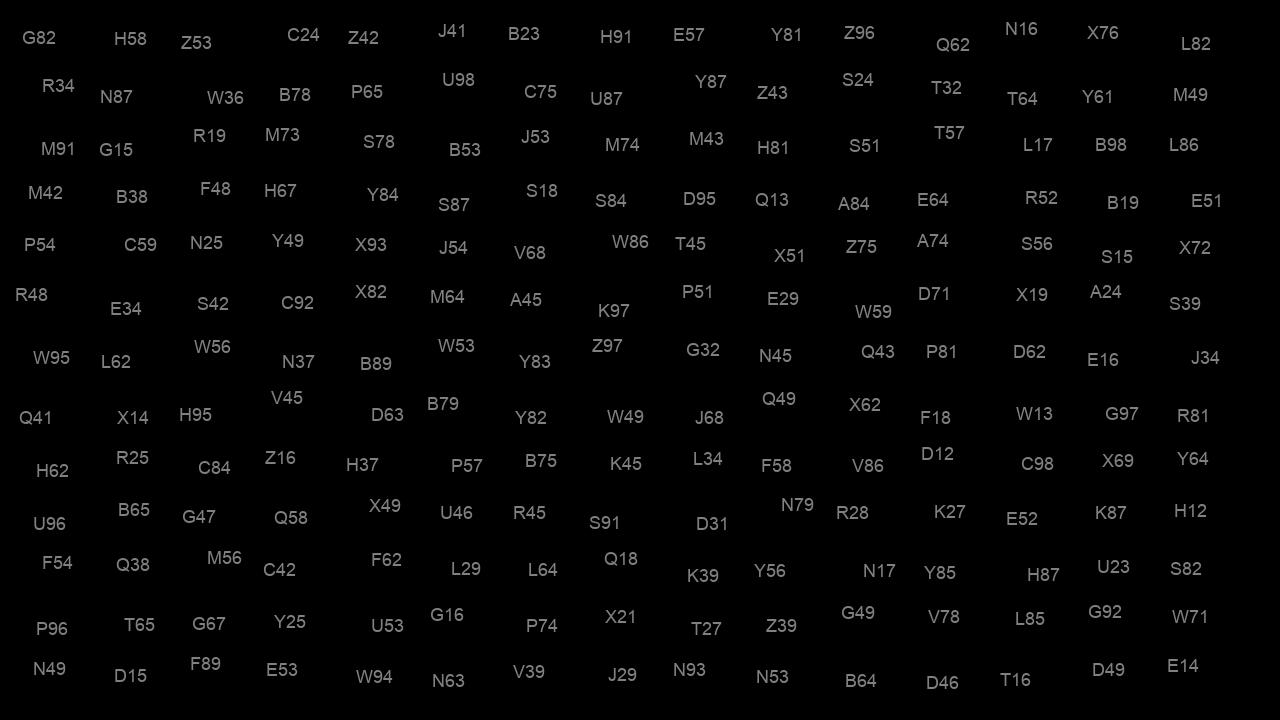 G82 H58 Z53 C24 Z42 J41 B23 H91 E57 Y81 Z96 Q62 N16 X76 L82
R34 N87 W36 B78 P65 U98 C75 U87 Y87 Z43 S24 T32 T64 Y61 M49
M91 G15 R19 M73 S78 B53 J53 M74 M43 H81 S51 T57 L17 B98 L86
M42 B38 F48 H67 Y84 S87 S18 S84 D95 Q13 A84 E64 R52 B19 E51
P54 C59 N25 Y49 X93 J54 V68 W86 T45 X51 Z75 A74 S56 S15 X72
R48 E34 S42 C92 X82 M64 A45 K97 P51 E29 W59 D71 X19 A24 S39
W95 L62 W56 N37 B89 W53 Y83 Z97 G32 N45 Q43 P81 D62 E16 J34
Q41 X14 H95 V45 D63 B79 Y82 W49 J68 Q49 X62 F18 W13 G97 R81
H62 R25 C84 Z16 H37 P57 B75 K45 L34 F58 V86 D12 C98 X69 Y64
U96 B65 G47 Q58 X49 U46 R45 S91 D31 N79 R28 K27 E52 K87 H12
F54 Q38 M56 C42 F62 L29 L64 Q18 K39 Y56 N17 Y85 H87 U23 S82
P96 T65 G67 Y25 U53 G16 P74 X21 T27 Z39 G49 V78 L85 G92 W71
N49 D15 F89 E53 W94 N63 V39 J29 N93 N53 B64 D46 T16 D49 E14